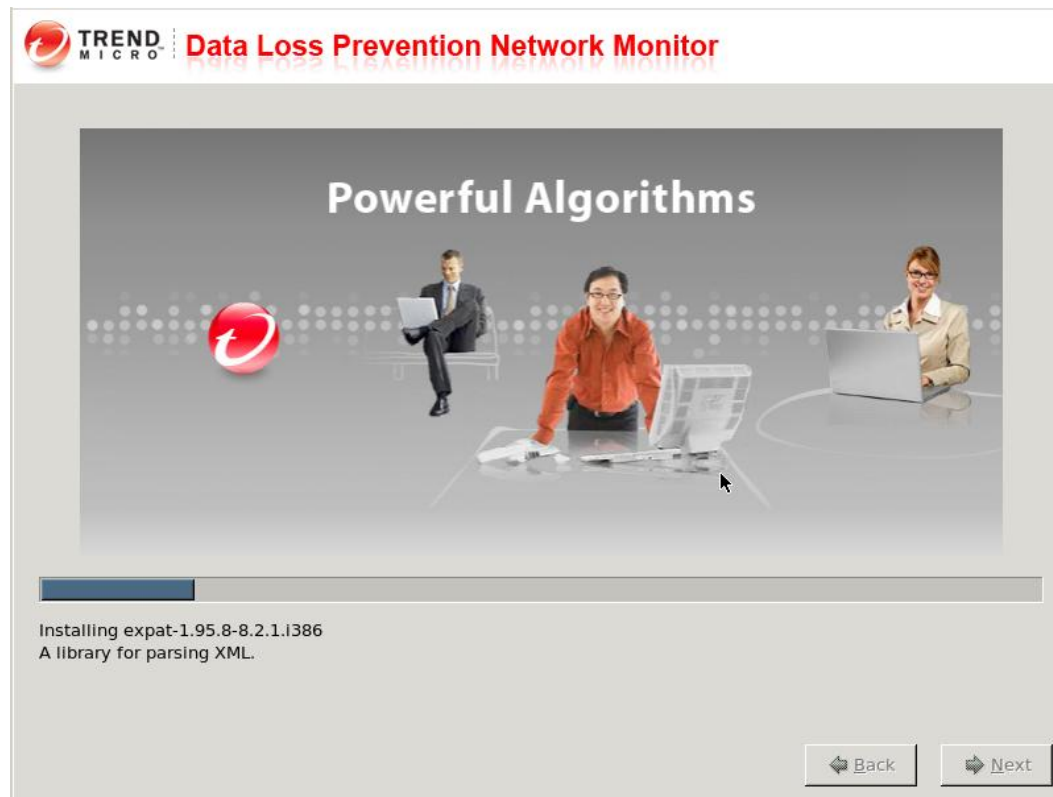 TREND MICRO™
Data Loss Prevention Network Monitor
Powerful Algorithms
Installing expat-1.95.8-8.2.1.i386
A library for parsing XML.
Back
Next